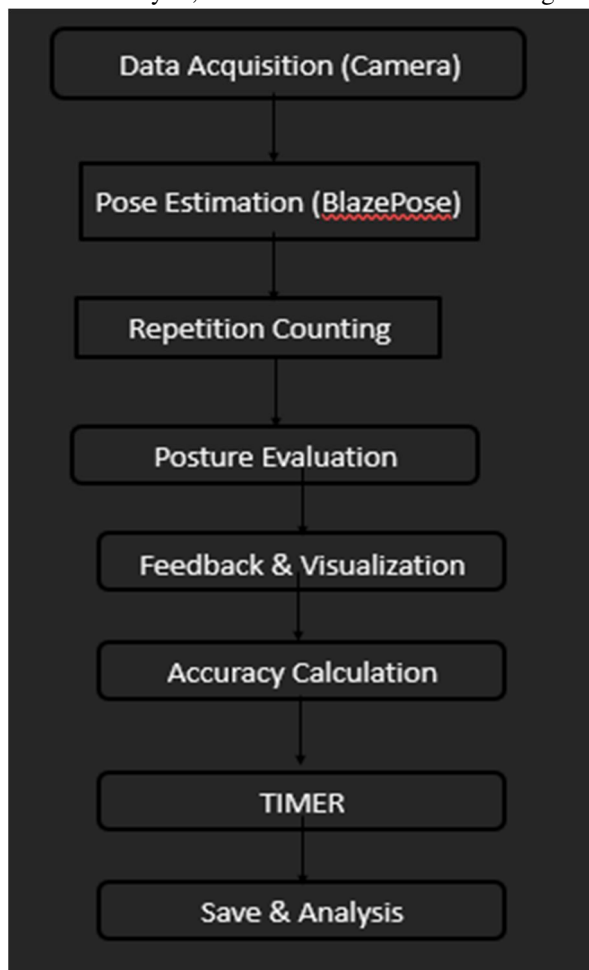 Data Acquisition (Camera)
Pose Estimation (BlazePose)
Repetition Counting
Posture Evaluation
Feedback & Visualization
Accuracy Calculation
TIMER
Save & Analysis